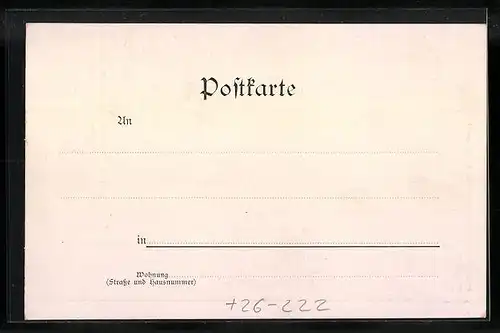 Postkarte
An
in
Wohnung
(Straße und Hausnummer)
+26-222